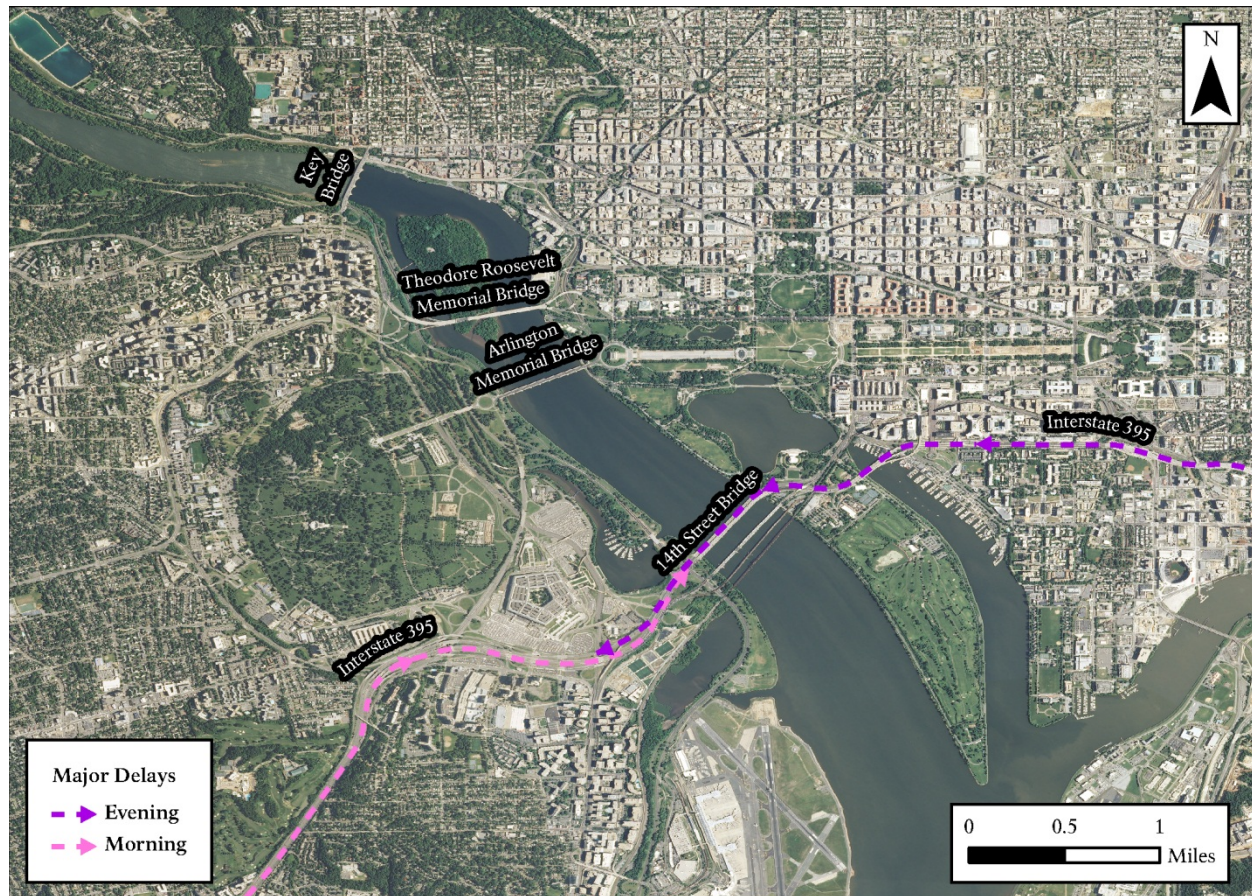 N
Key
Bridge
Theodore Roosevelt
Memorial Bridge
Arlington
Memorial Bridge
Interstate 395
14th Street Bridge
Interstate 395
Major Delays
Evening
Morning
0 0.5 1
Miles